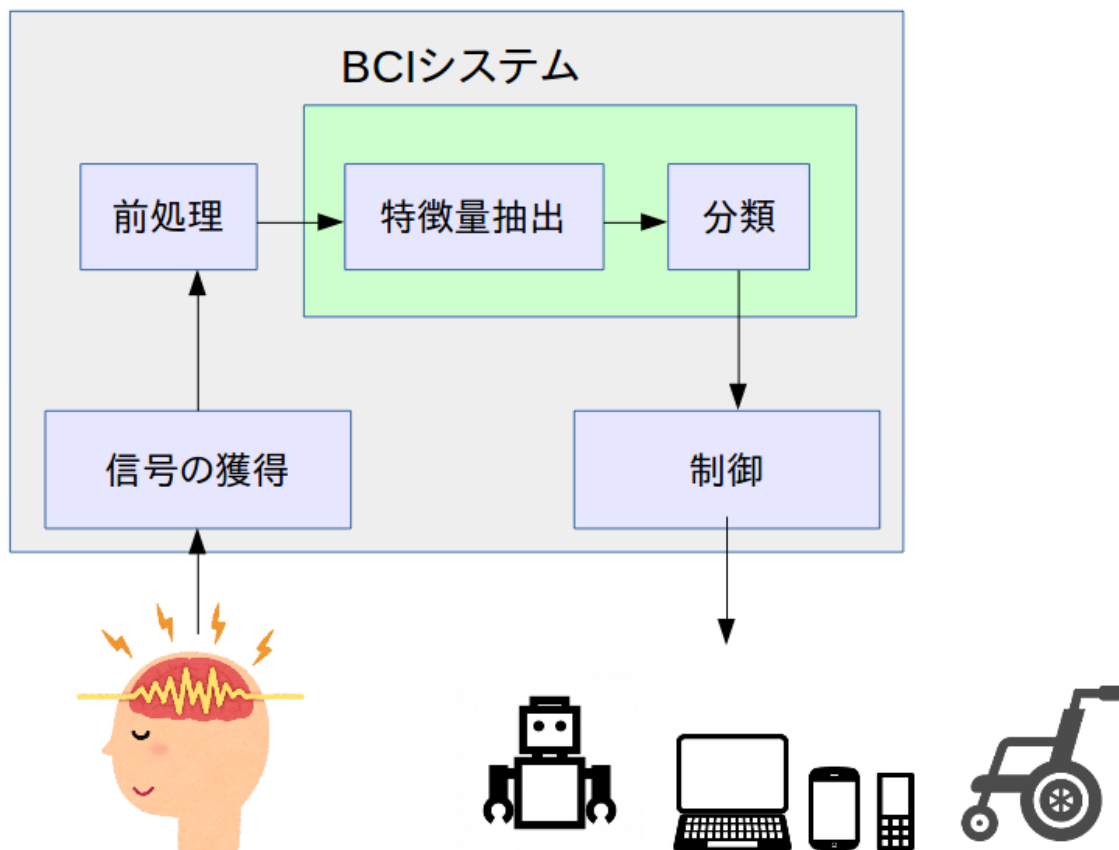 BCIシステム
前処理
特徴量抽出
分類
信号の獲得
制御